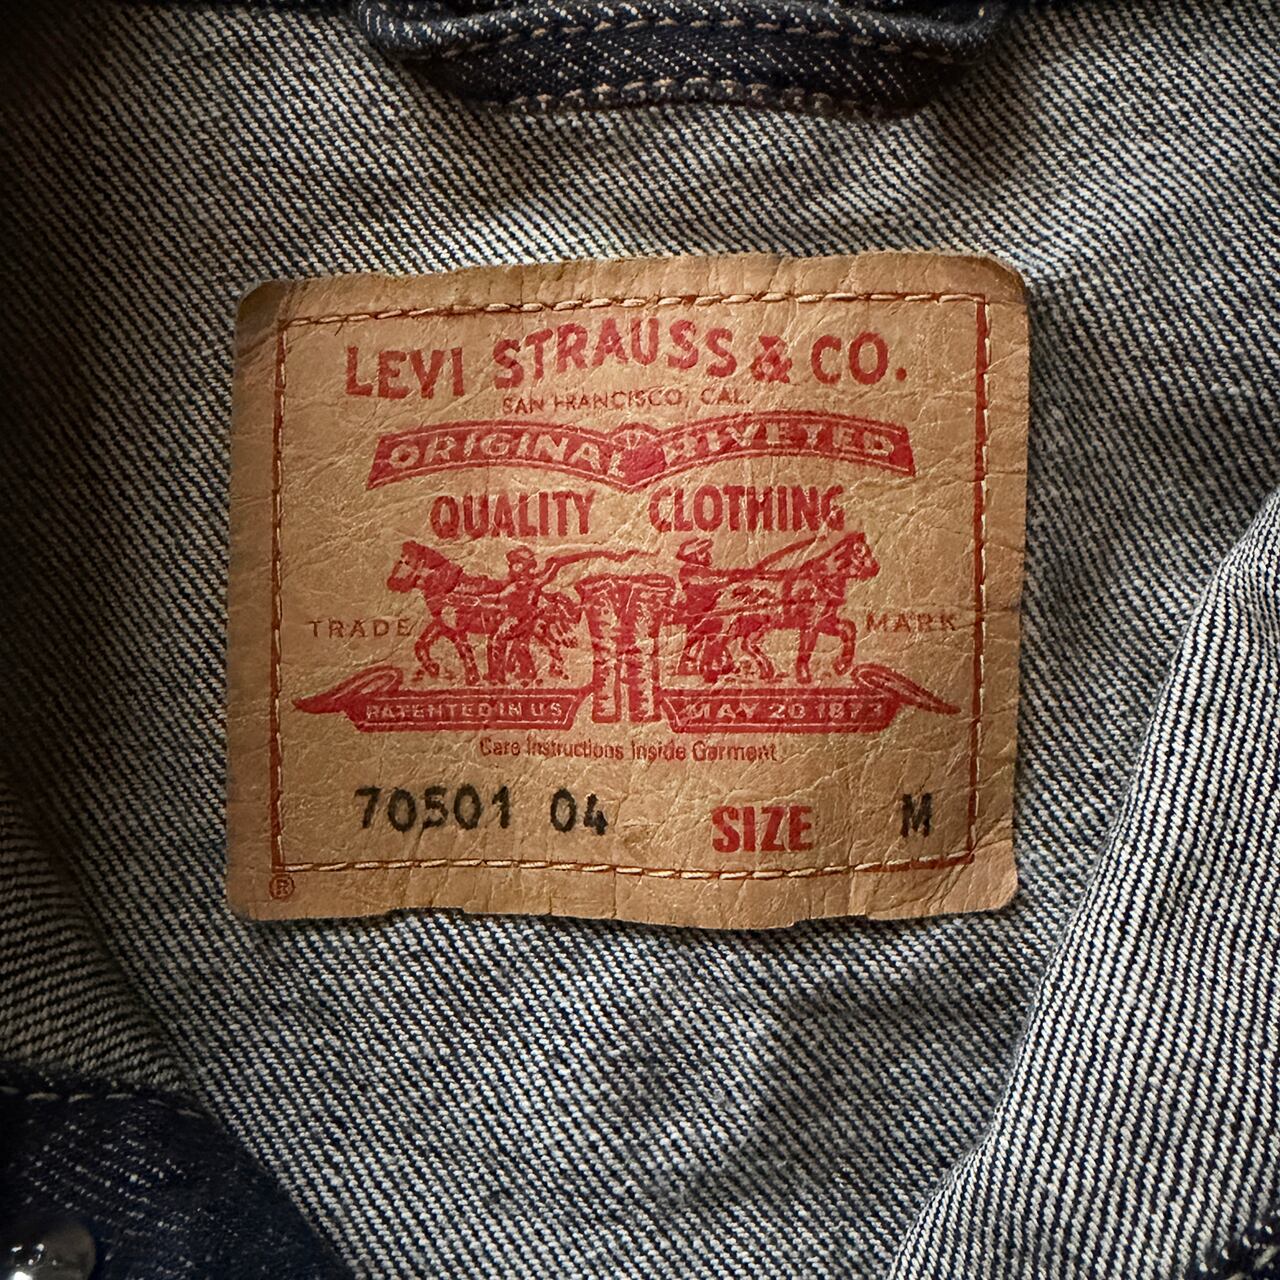 LEVI STRAUSS & CO.
SAN FRANCISCO, CAL.
ORIGINAL RIVETED
QUALITY CLOTHING
TRADE MARK
PATENTED IN US MAY 20 1873
Care Instructions Inside Garment
70501 04 SIZE M
®